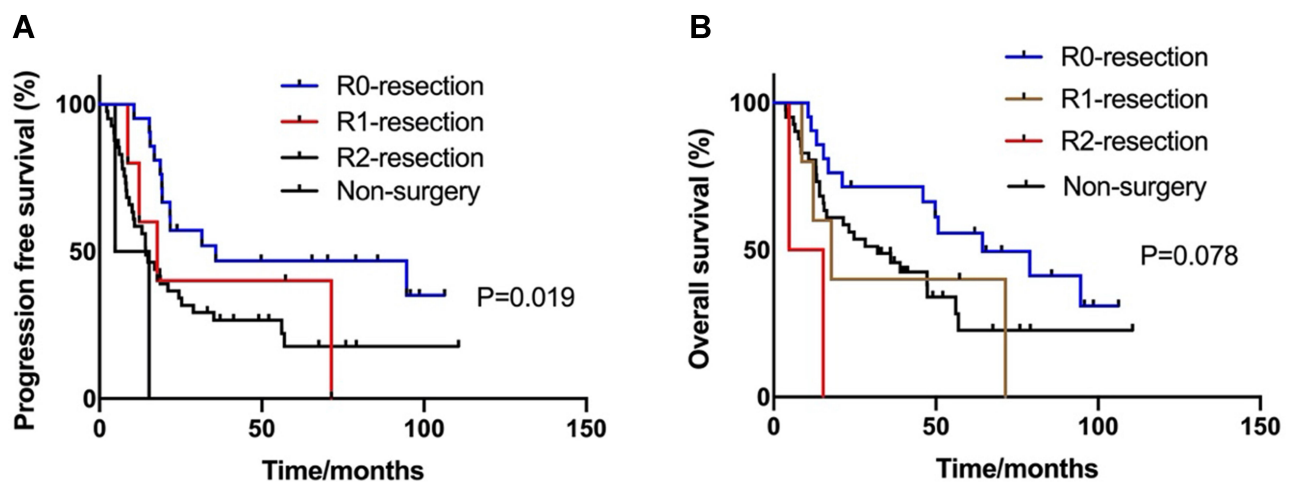 A
Progression free survival (%)
100
50
0
0 50 100 150
Time/months
R0-resection
R1-resection
R2-resection
Non-surgery
P=0.019
B
Overall survival (%)
100
50
0
0 50 100 150
Time/months
R0-resection
R1-resection
R2-resection
Non-surgery
P=0.078